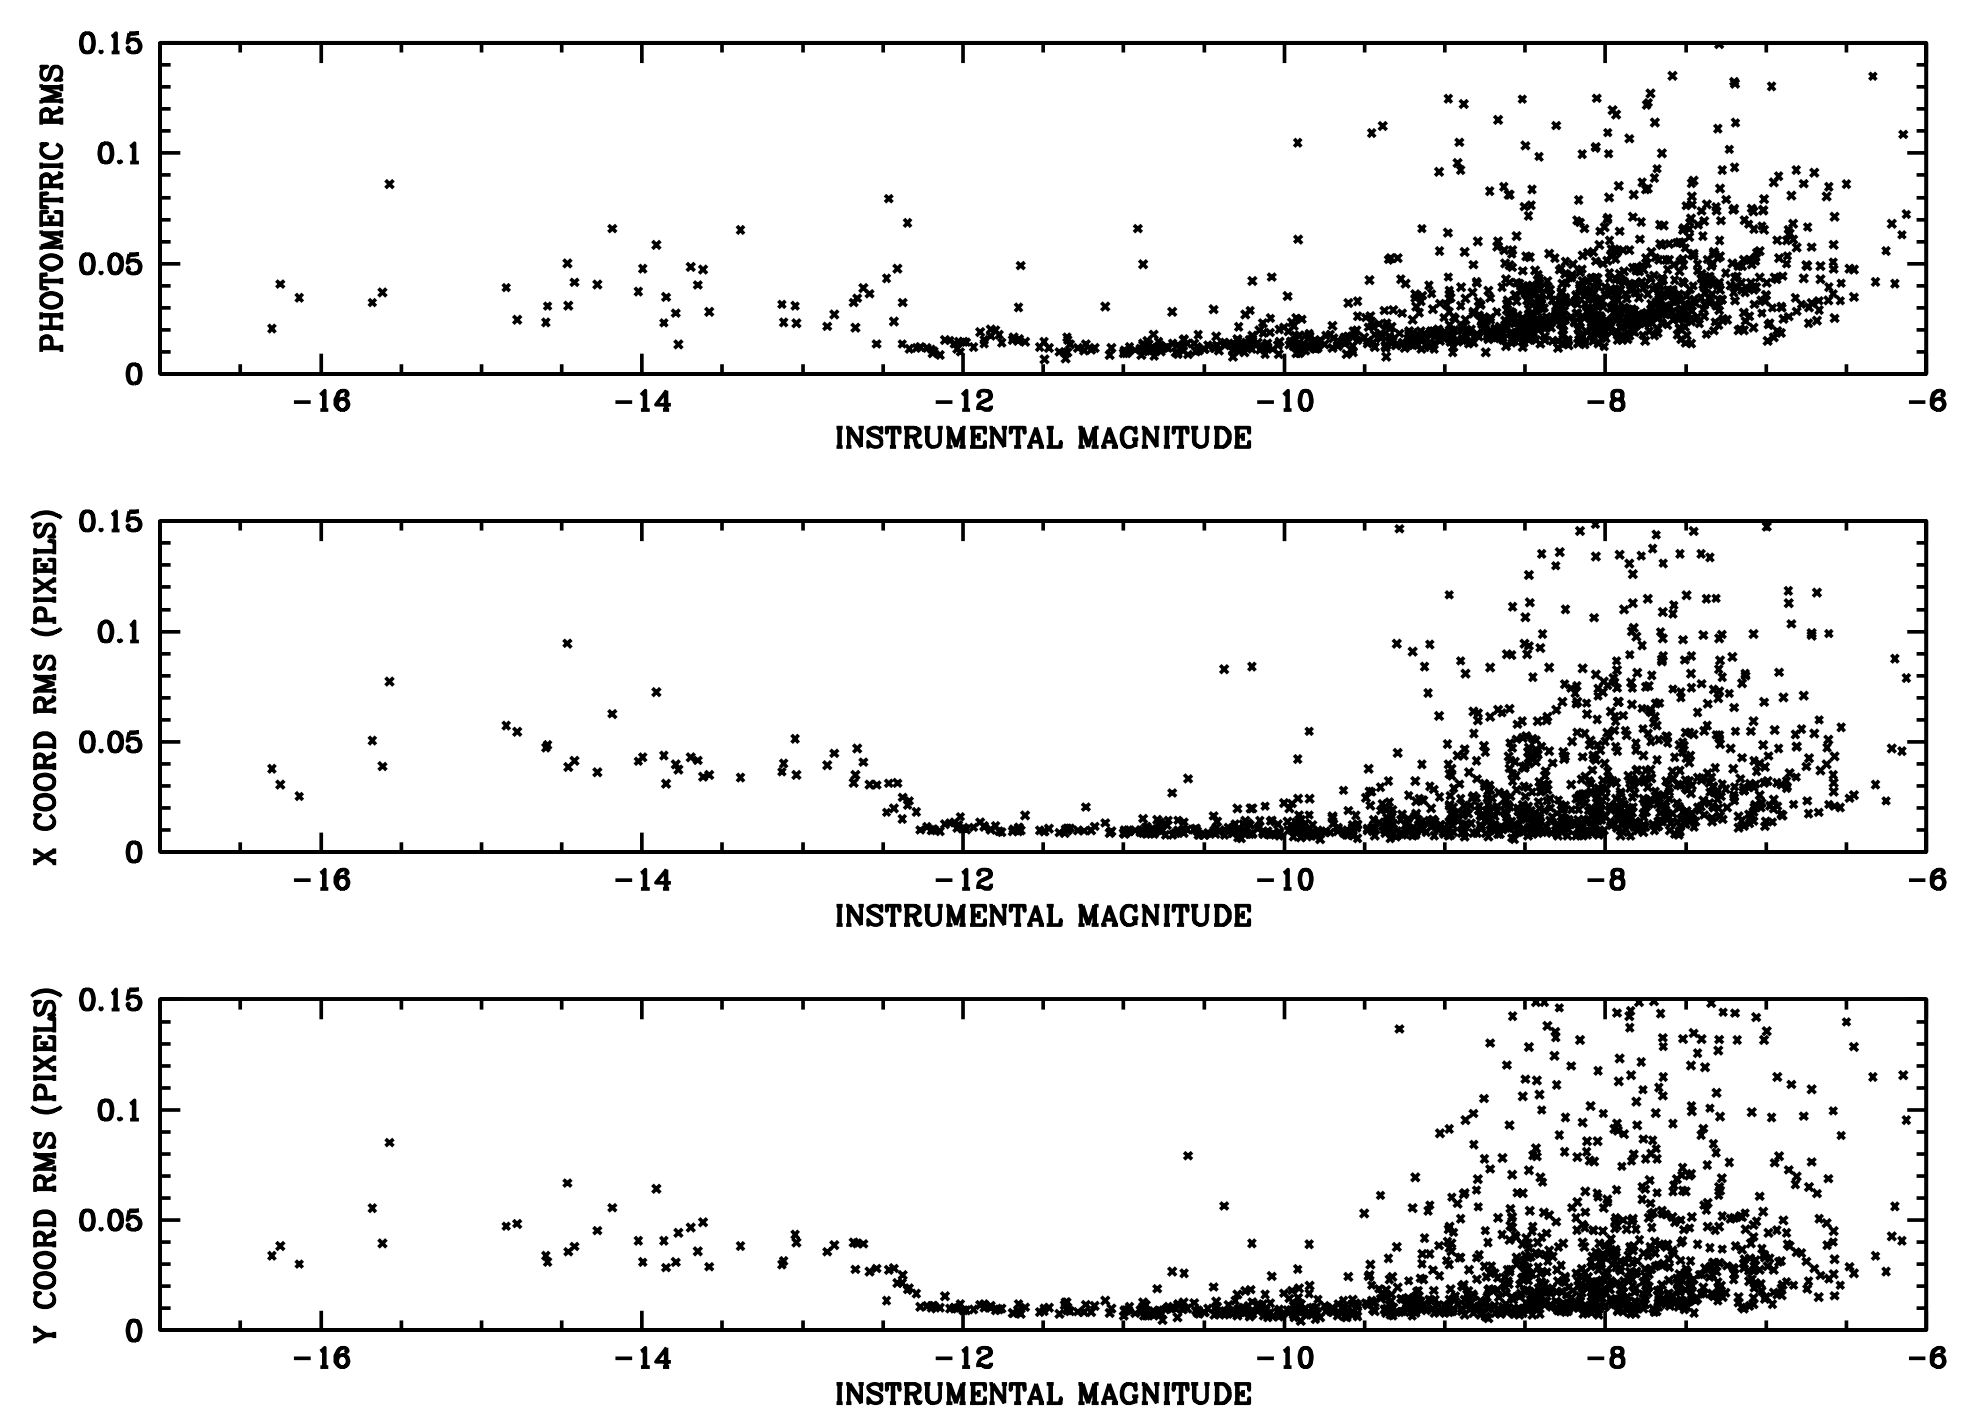 PHOTOMETRIC RMS
0.15
0.1
0.05
0
-16 -14 -12 -10 -8 -6
INSTRUMENTAL MAGNITUDE
X COORD RMS (PIXELS)
0.15
0.1
0.05
0
-16 -14 -12 -10 -8 -6
INSTRUMENTAL MAGNITUDE
Y COORD RMS (PIXELS)
0.15
0.1
0.05
0
-16 -14 -12 -10 -8 -6
INSTRUMENTAL MAGNITUDE